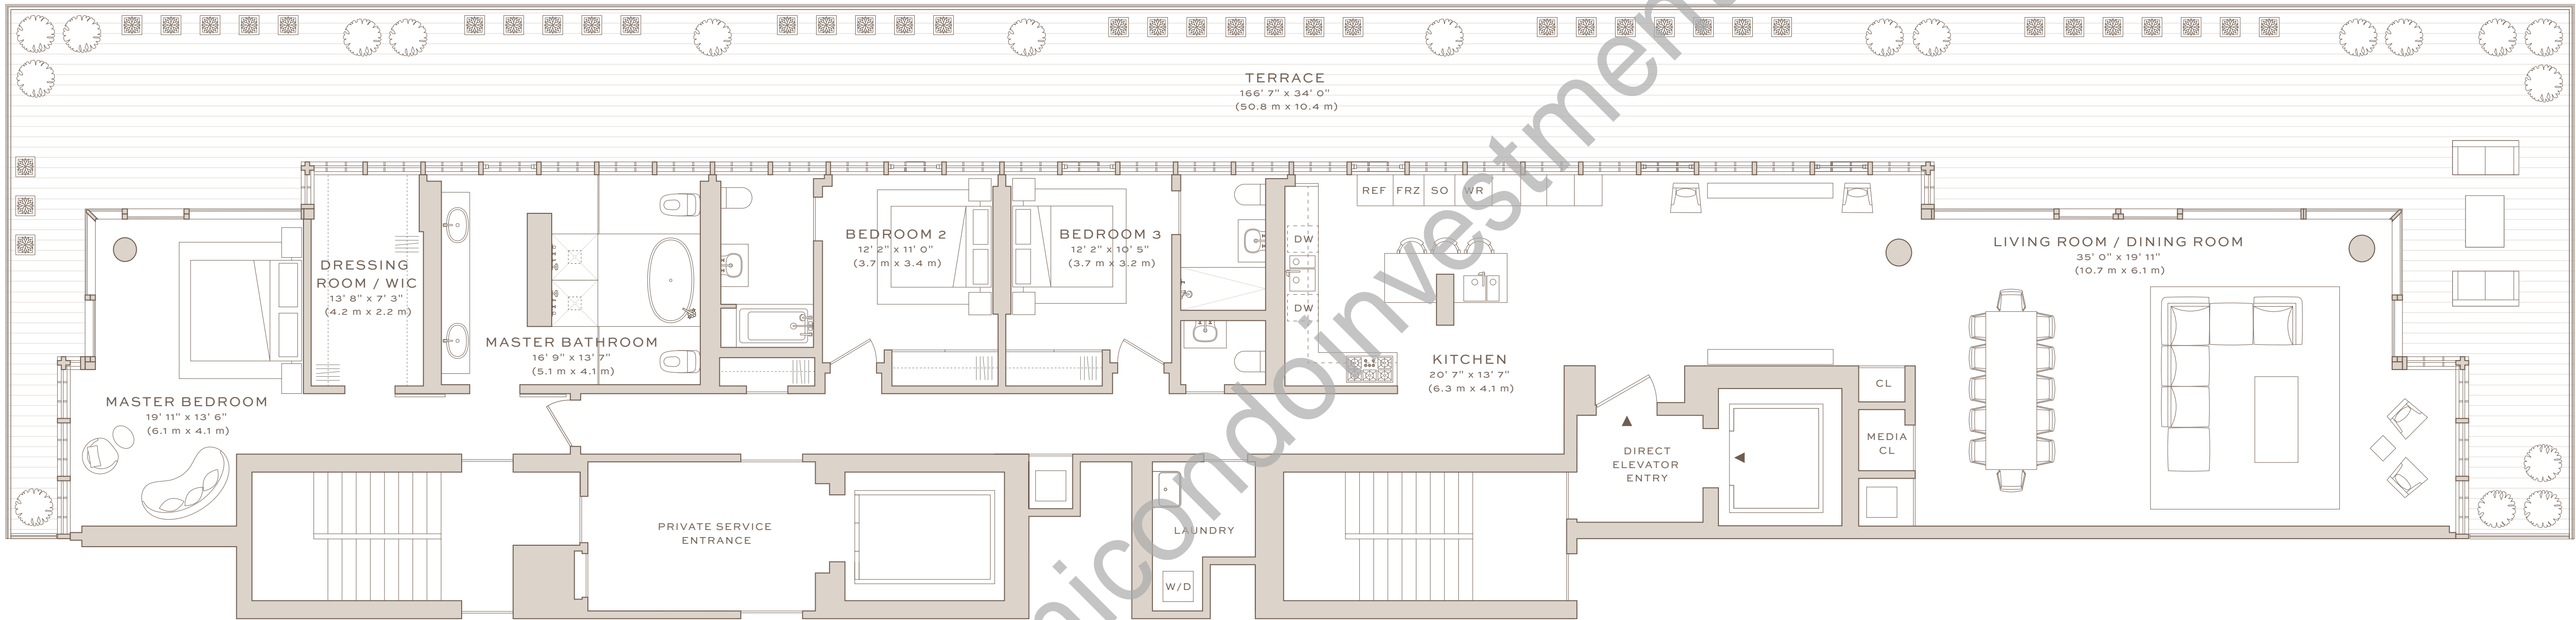 TERRACE
166' 7" x 34' 0"
(50.8 m x 10.4 m)
REF
FRZ
SO
WR
DW
DW
BEDROOM 2
12' 2" x 11' 0"
(3.7 m x 3.4 m)
BEDROOM 3
12' 2" x 10' 5"
(3.7 m x 3.2 m)
LIVING ROOM / DINING ROOM
35' 0" x 19' 11"
(10.7 m x 6.1 m)
DRESSING
ROOM / WIC
13' 8" x 7' 3"
(4.2 m x 2.2 m)
MASTER BATHROOM
16' 9" x 13' 7"
(5.1 m x 4.1 m)
KITCHEN
20' 7" x 13' 7"
(6.3 m x 4.1 m)
MASTER BEDROOM
19' 11" x 13' 6"
(6.1 m x 4.1 m)
CL
MEDIA
CL
DIRECT
ELEVATOR
ENTRY
PRIVATE SERVICE
ENTRANCE
LAUNDRY
W/D
micondoinvestment